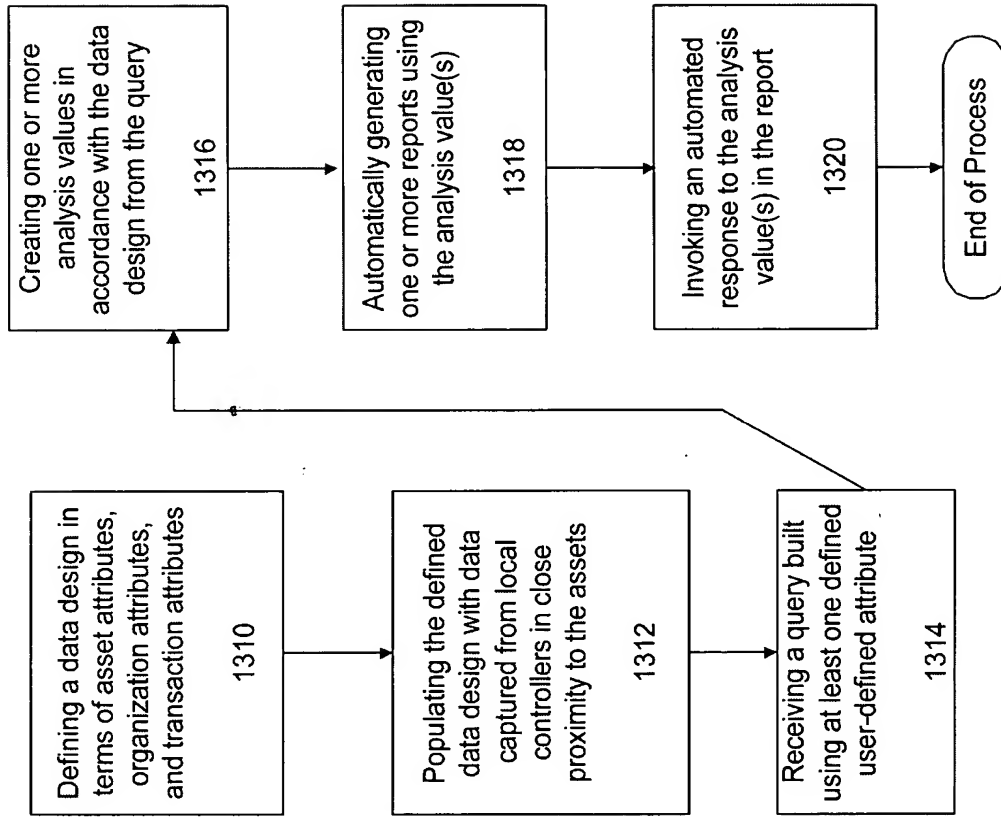 Defining a data design in
terms of asset attributes,
organization attributes,
and transaction attributes
1310
Populating the defined
data design with data
captured from local
controllers in close
proximity to the assets
1312
Receiving a query built
using at least one defined
user-defined attribute
1314
Creating one or more
analysis values in
accordance with the data
design from the query
1316
Automatically generating
one or more reports using
the analysis value(s)
1318
Invoking an automated
response to the analysis
value(s) in the report
1320
End of Process